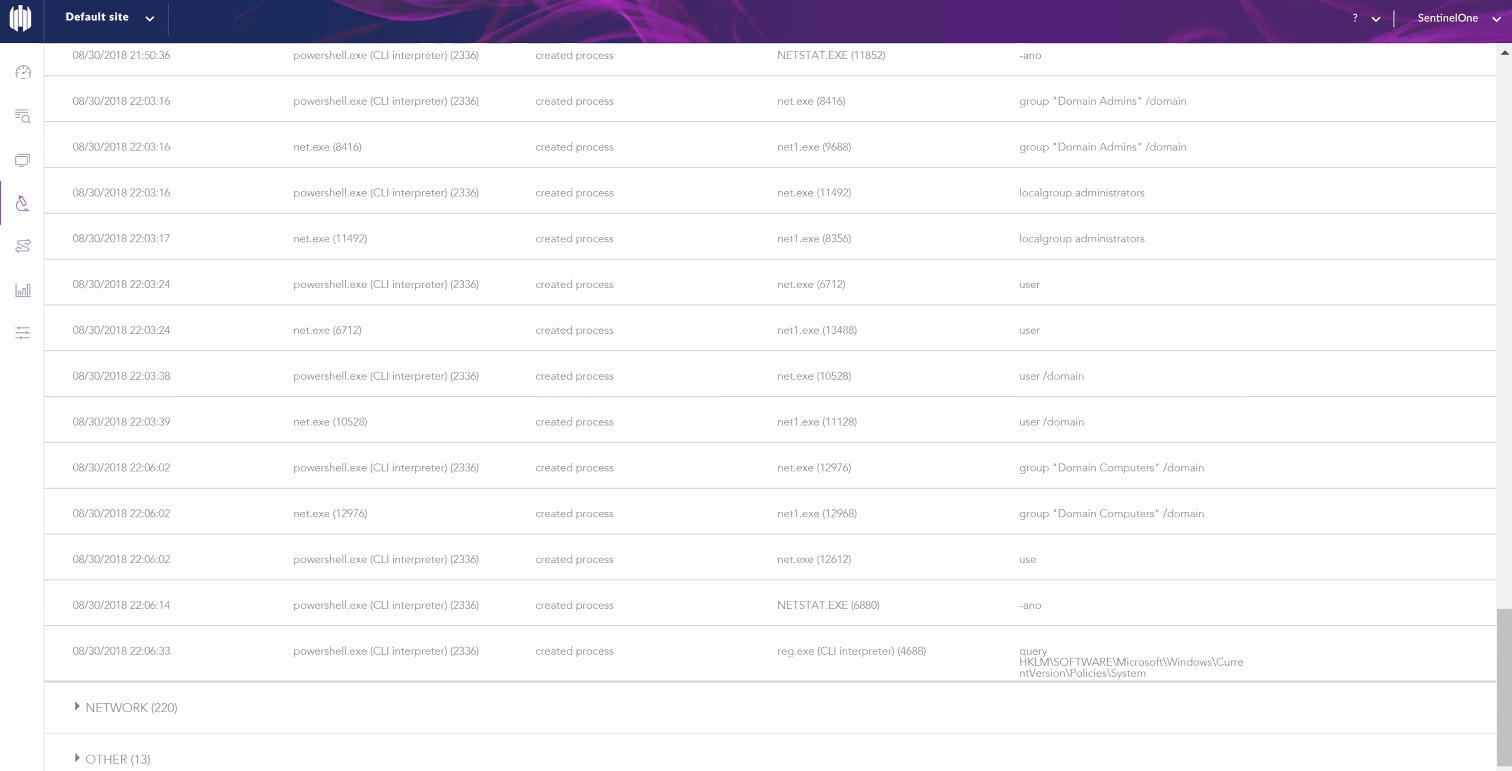 Default site
?
SentinelOne
08/30/2018 21:50:36 powershell.exe (CLI interpreter) (2336) created process NETSTAT.EXE (11852) -ano
08/30/2018 22:03:16 powershell.exe (CLI interpreter) (2336) created process net.exe (8416) group "Domain Admins" /domain
08/30/2018 22:03:16 net.exe (8416) created process net1.exe (9688) group "Domain Admins" /domain
08/30/2018 22:03:16 powershell.exe (CLI interpreter) (2336) created process net.exe (11492) localgroup administrators
08/30/2018 22:03:17 net.exe (11492) created process net1.exe (8356) localgroup administrators
08/30/2018 22:03:24 powershell.exe (CLI interpreter) (2336) created process net.exe (6712) user
08/30/2018 22:03:24 net.exe (6712) created process net1.exe (13488) user
08/30/2018 22:03:38 powershell.exe (CLI interpreter) (2336) created process net.exe (10528) user /domain
08/30/2018 22:03:39 net.exe (10528) created process net1.exe (11128) user /domain
08/30/2018 22:06:02 powershell.exe (CLI interpreter) (2336) created process net.exe (12976) group "Domain Computers" /domain
08/30/2018 22:06:02 net.exe (12976) created process net1.exe (12968) group "Domain Computers" /domain
08/30/2018 22:06:02 powershell.exe (CLI interpreter) (2336) created process net.exe (12612) use
08/30/2018 22:06:14 powershell.exe (CLI interpreter) (2336) created process NETSTAT.EXE (6880) -ano
08/30/2018 22:06:33 powershell.exe (CLI interpreter) (2336) created process reg.exe (CLI interpreter) (4688) query
HKLM\SOFTWARE\Microsoft\Windows\Curre
ntVersion\Policies\System
NETWORK (220)
OTHER (13)